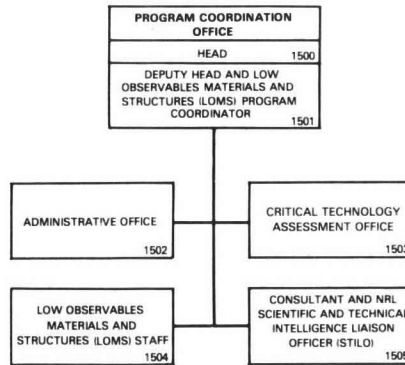 PROGRAM COORDINATION
OFFICE
HEAD
1500
DEPUTY HEAD AND LOW
OBSERVABLES MATERIALS AND
STRUCTURES (LOMS) PROGRAM
COORDINATOR
1501
ADMINISTRATIVE OFFICE
1502
CRITICAL TECHNOLOGY
ASSESSMENT OFFICE
1503
LOW OBSERVABLES
MATERIALS AND
STRUCTURES (LOMS) STAFF
1504
CONSULTANT AND NRL
SCIENTIFIC AND TECHNICAL
INTELLIGENCE LIAISON
OFFICER (STILO)
1505